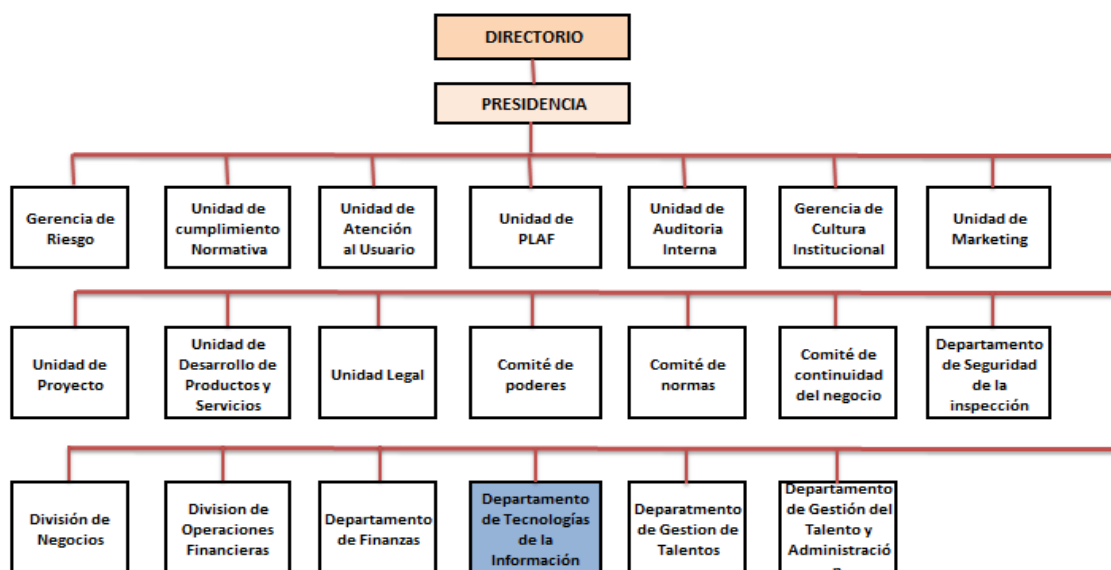 DIRECTORIO
PRESIDENCIA
Gerencia de
Riesgo
Unidad de
cumplimiento
Normativa
Unidad de
Atención
al Usuario
Unidad de
PLAF
Unidad de
Auditoria
Interna
Gerencia de
Cultura
Institucional
Unidad de
Marketing
Unidad de
Proyecto
Unidad de
Desarrollo de
Productos y
Servicios
Unidad Legal
Comité de
poderes
Comité de
normas
Comité de
continuidad
del negocio
Departamento
de Seguridad
de la
inspección
División de
Negocios
Division de
Operaciones
Financieras
Departamento
de Finanzas
Departamento
de Tecnologías
de la
Información
Deparatmento
de Gestion de
Talentos
Departamento
de Gestión del
Talento y
Administració